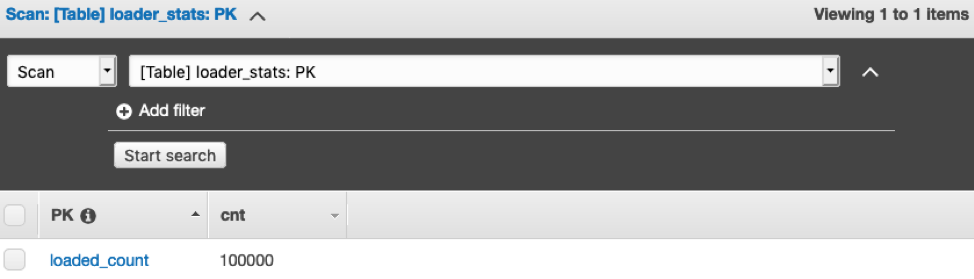 Scan: [Table] loader_stats: PK
Viewing 1 to 1 items
Scan
[Table] loader_stats: PK
Add filter
Start search
PK
cnt
loaded_count
100000